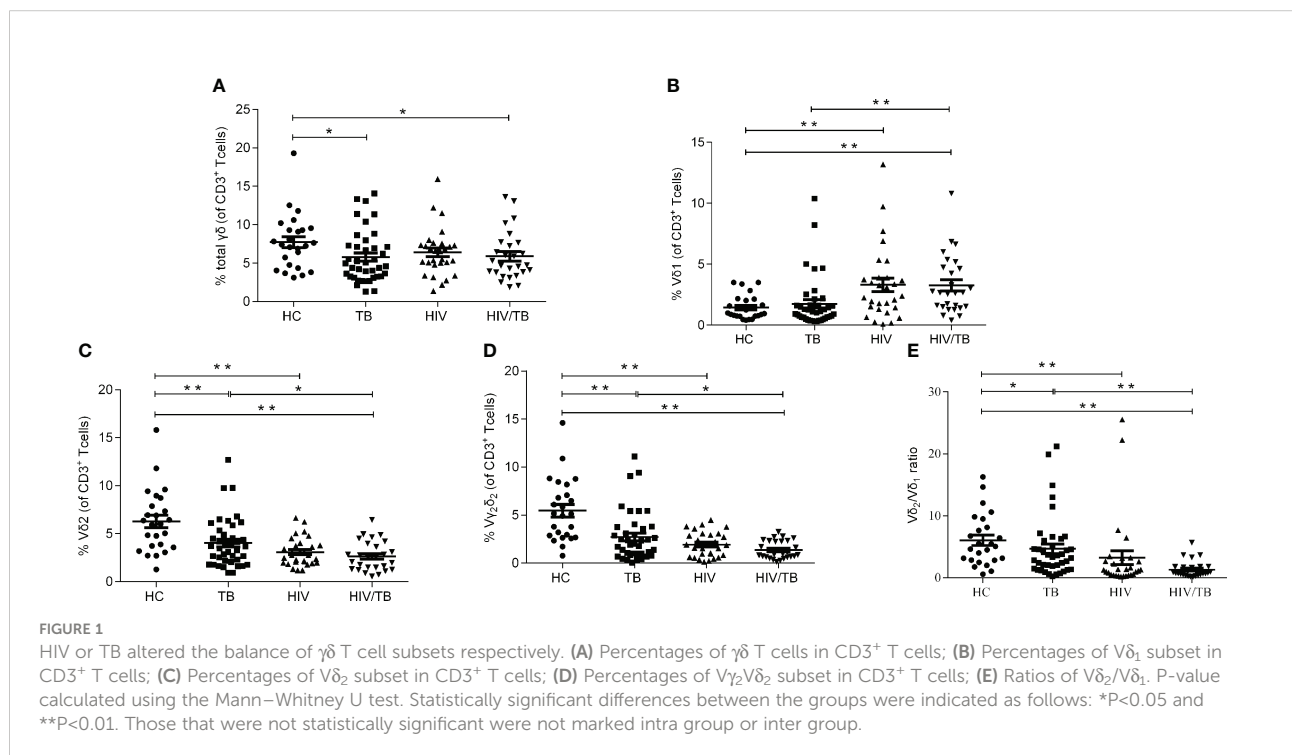 A
% total γδ (of CD3⁺ Tcells)
25
20
15
10
5
0
*
*
HC TB HIV HIV/TB
B
% Vδ1 (of CD3⁺ Tcells)
15
10
5
0
* *
* *
* *
HC TB HIV HIV/TB
C
% Vδ2 (of CD3⁺ Tcells)
20
15
10
5
0
* *
* * *
* *
HC TB HIV HIV/TB
D
% Vγ₂δ₂ (of CD3⁺ Tcells)
20
15
10
5
0
* *
* * *
* *
HC TB HIV HIV/TB
E
Vδ₂/Vδ₁ ratio
30
20
10
0
* *
* * *
* *
HC TB HIV HIV/TB
FIGURE 1
HIV or TB altered the balance of γδ T cell subsets respectively. (A) Percentages of γδ T cells in CD3⁺ T cells; (B) Percentages of Vδ₁ subset in
CD3⁺ T cells; (C) Percentages of Vδ₂ subset in CD3⁺ T cells; (D) Percentages of Vγ₂Vδ₂ subset in CD3⁺ T cells; (E) Ratios of Vδ₂/Vδ₁. P-value
calculated using the Mann–Whitney U test. Statistically significant differences between the groups were indicated as follows: *P<0.05 and
**P<0.01. Those that were not statistically significant were not marked intra group or inter group.